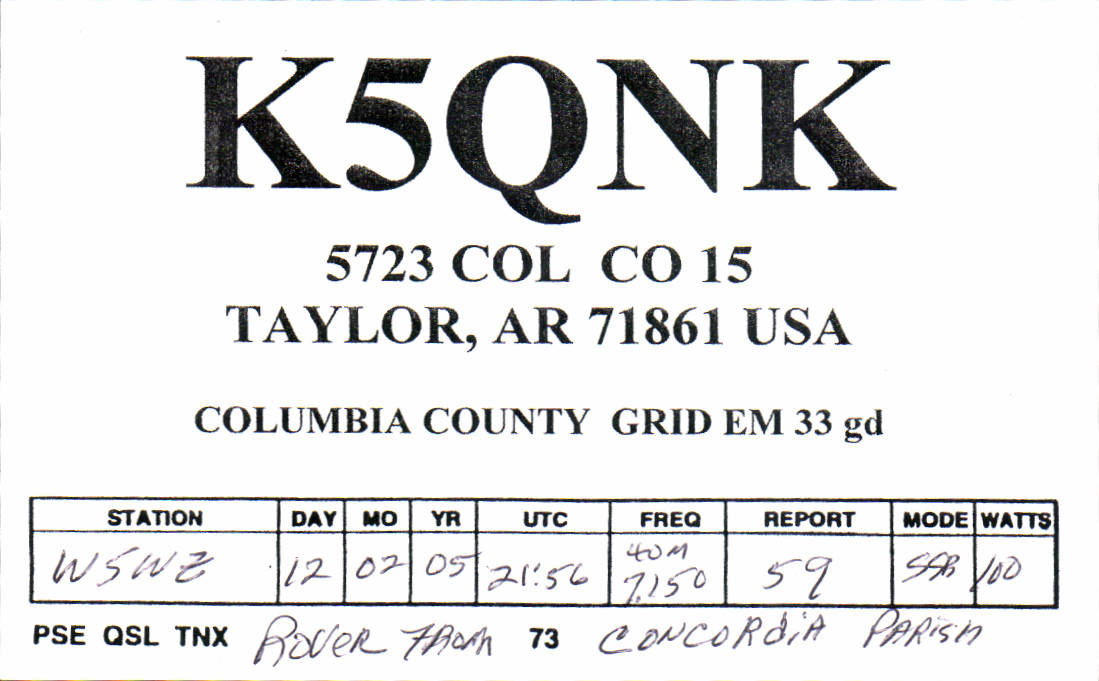 K5QNK
5723 COL CO 15
TAYLOR, AR 71861 USA
COLUMBIA COUNTY GRID EM 33 gd
STATION DAY MO YR UTC FREQ REPORT MODE WATTS
W5WZ 12 02 05 21:56 40M 7.150 59 SSB 100
PSE QSL TNX ROVER FROM 73 CONCORDIA PARISH